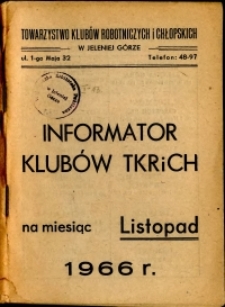 TOWARZYSTWO KLUBÓW ROBOTNICZYCH I CHŁOPSKICH
W JELENIEJ GÓRZE
ul. 1-go Maja 32 Telefon: 48-97
INFORMATOR
KLUBÓW TKRiCH
na miesiąc Listopad
1966 r.